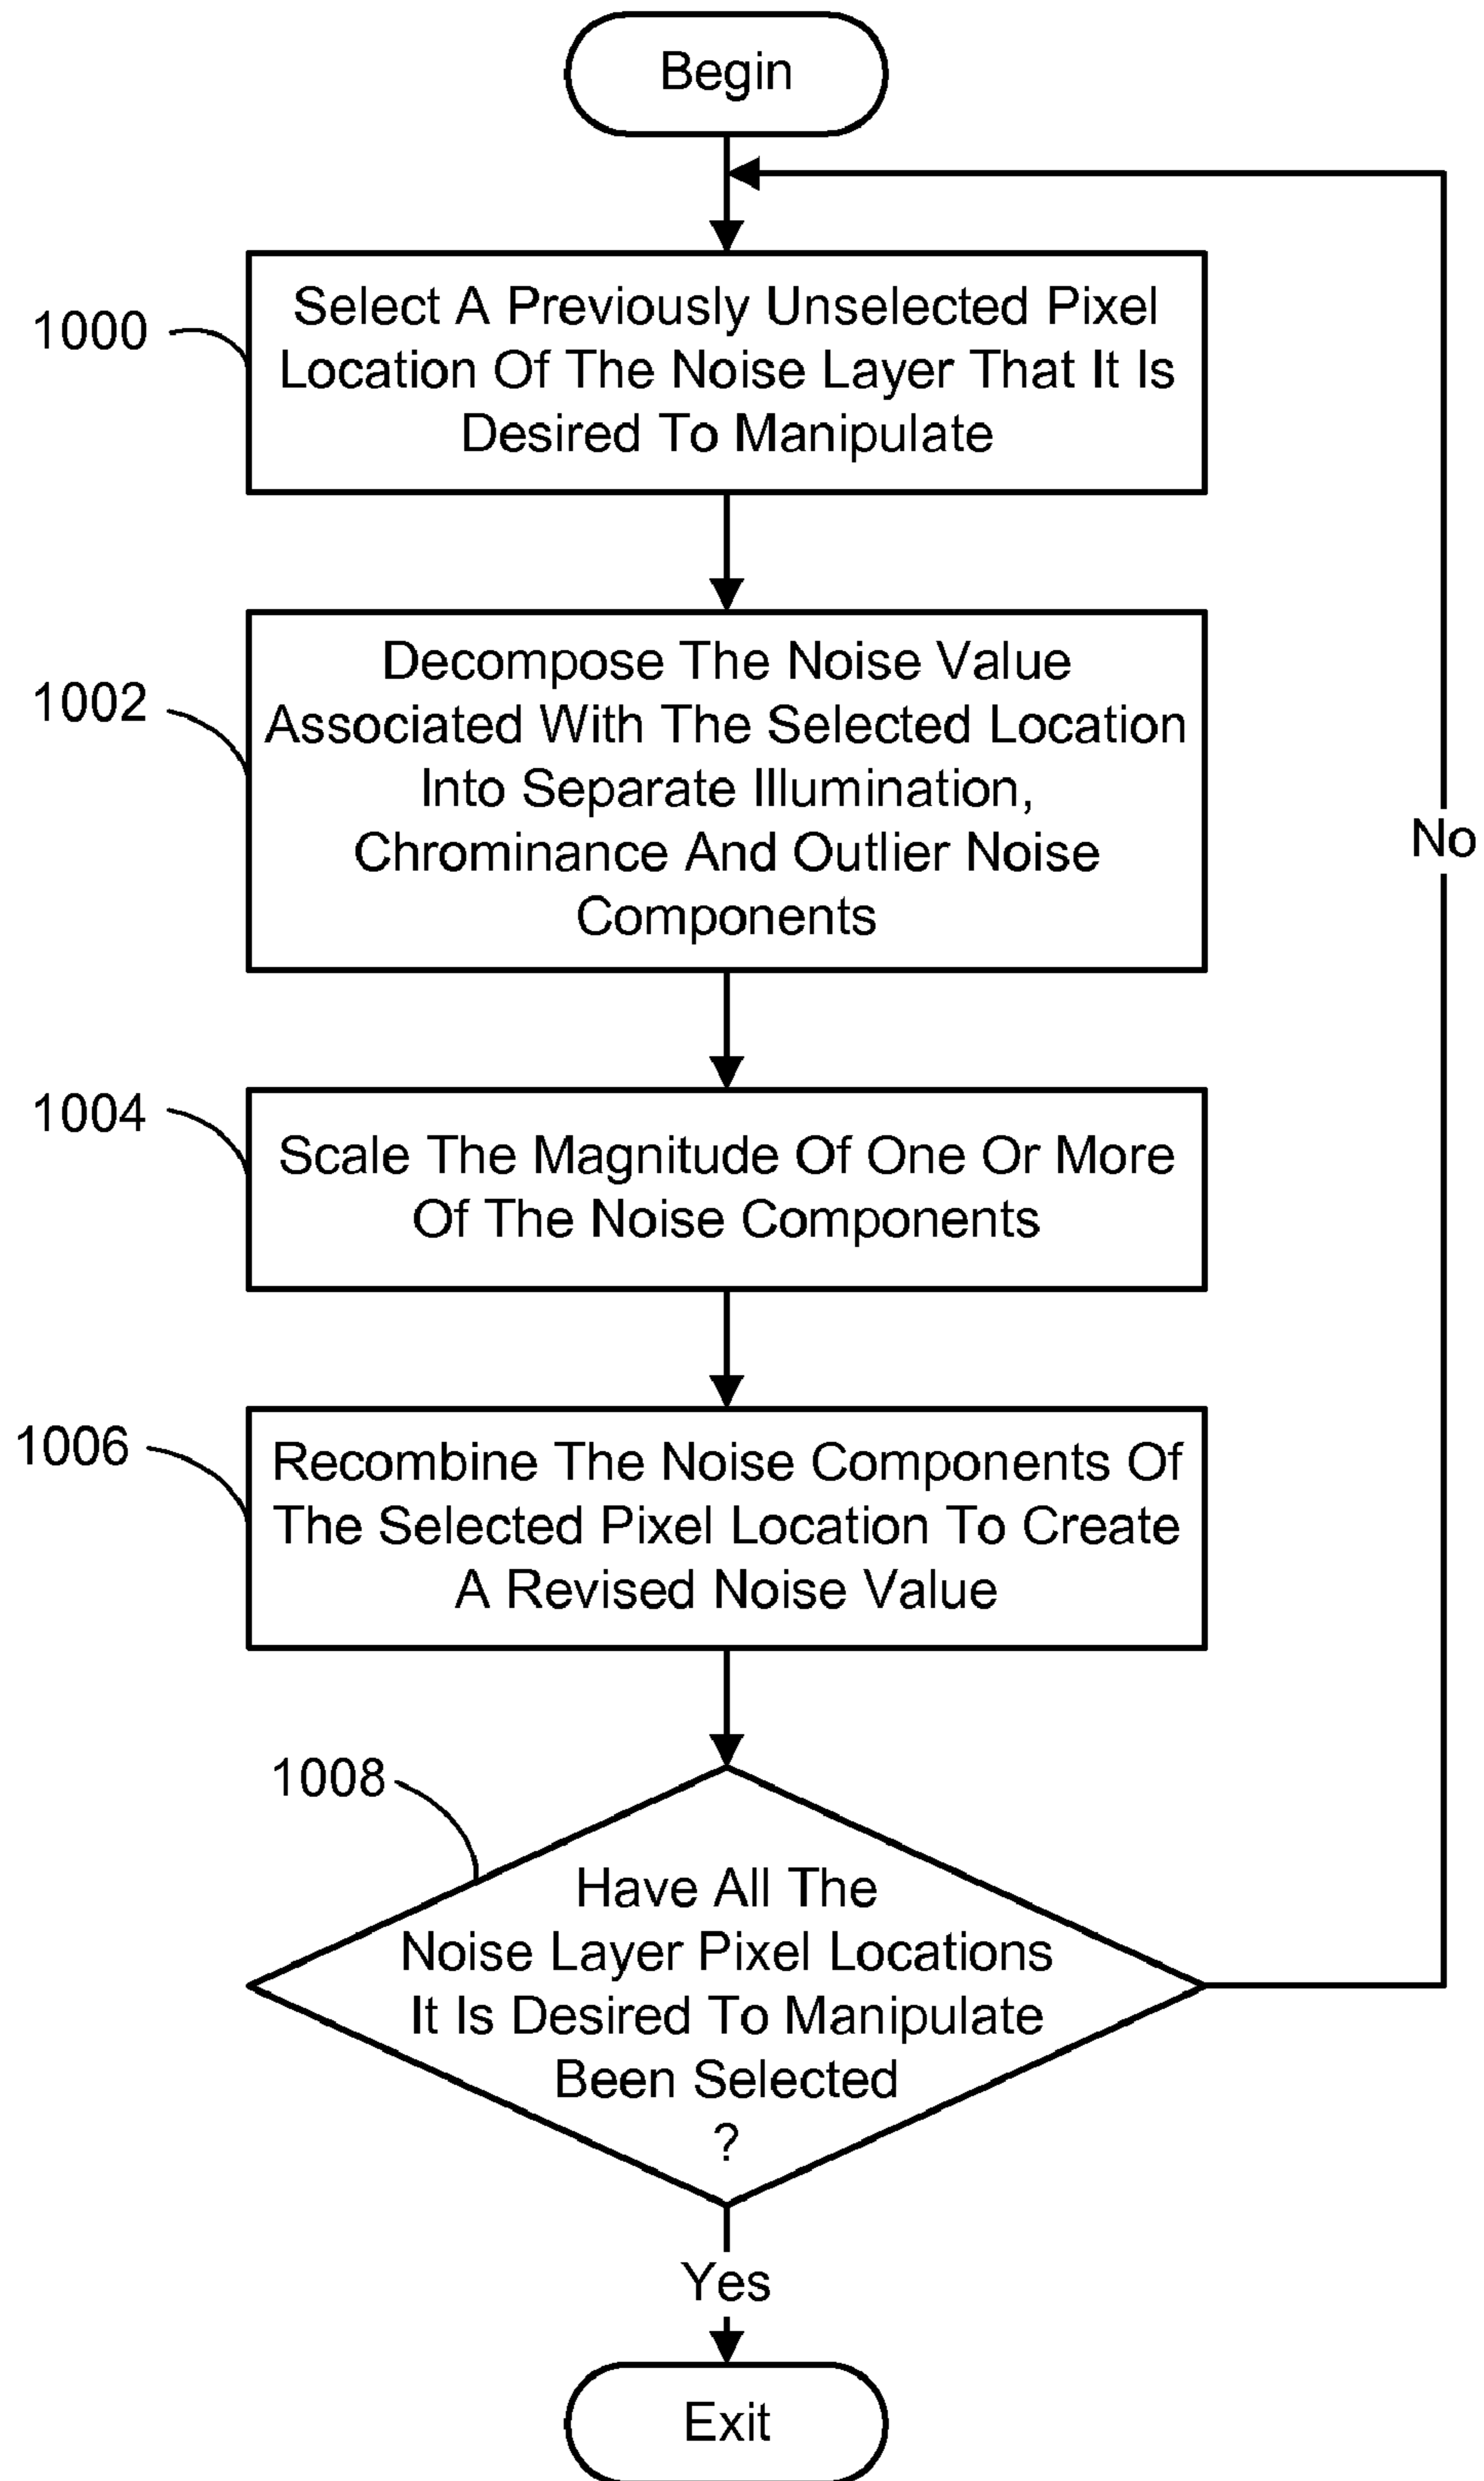 Begin
1000
Select A Previously Unselected Pixel
Location Of The Noise Layer That It Is
Desired To Manipulate
1002
Decompose The Noise Value
Associated With The Selected Location
Into Separate Illumination,
Chrominance And Outlier Noise
Components
No
1004
Scale The Magnitude Of One Or More
Of The Noise Components
1006
Recombine The Noise Components Of
The Selected Pixel Location To Create
A Revised Noise Value
1008
Have All The
Noise Layer Pixel Locations
It Is Desired To Manipulate
Been Selected
?
Yes
Exit